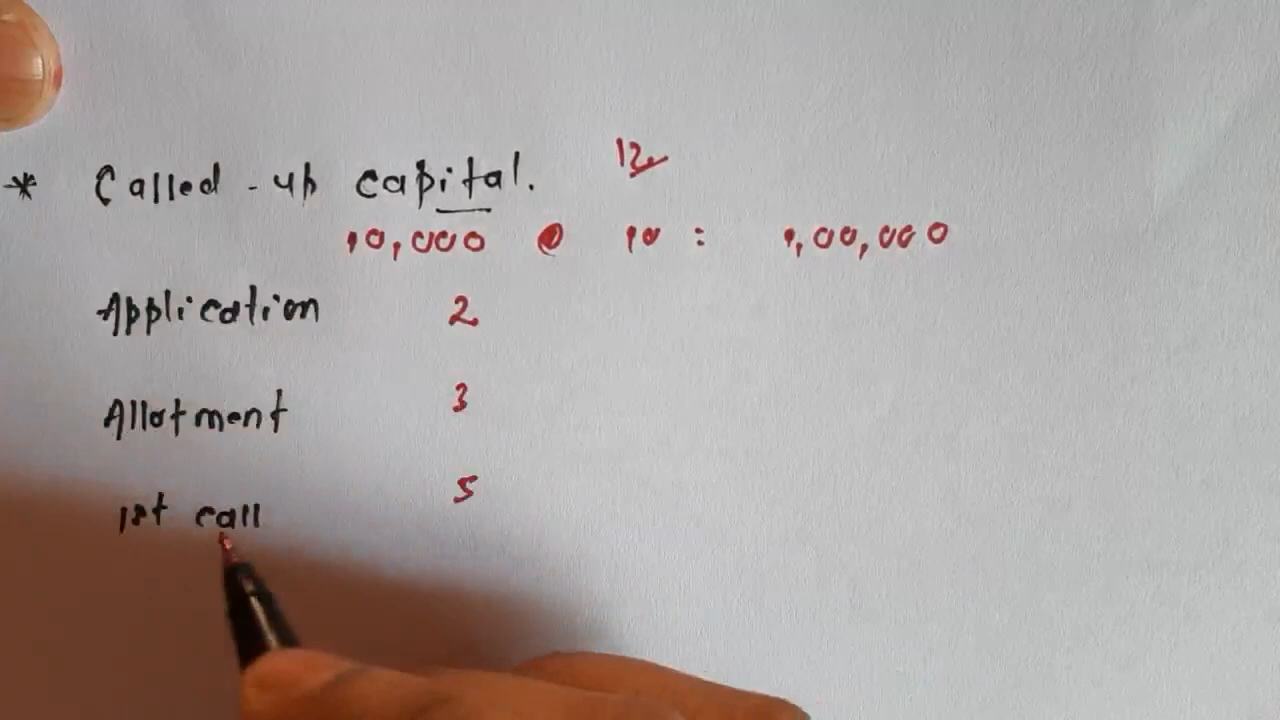 12
* Called-up capital.
10,000 @ 10 : 1,00,000
Application 2
Allotment 3
1st call 5